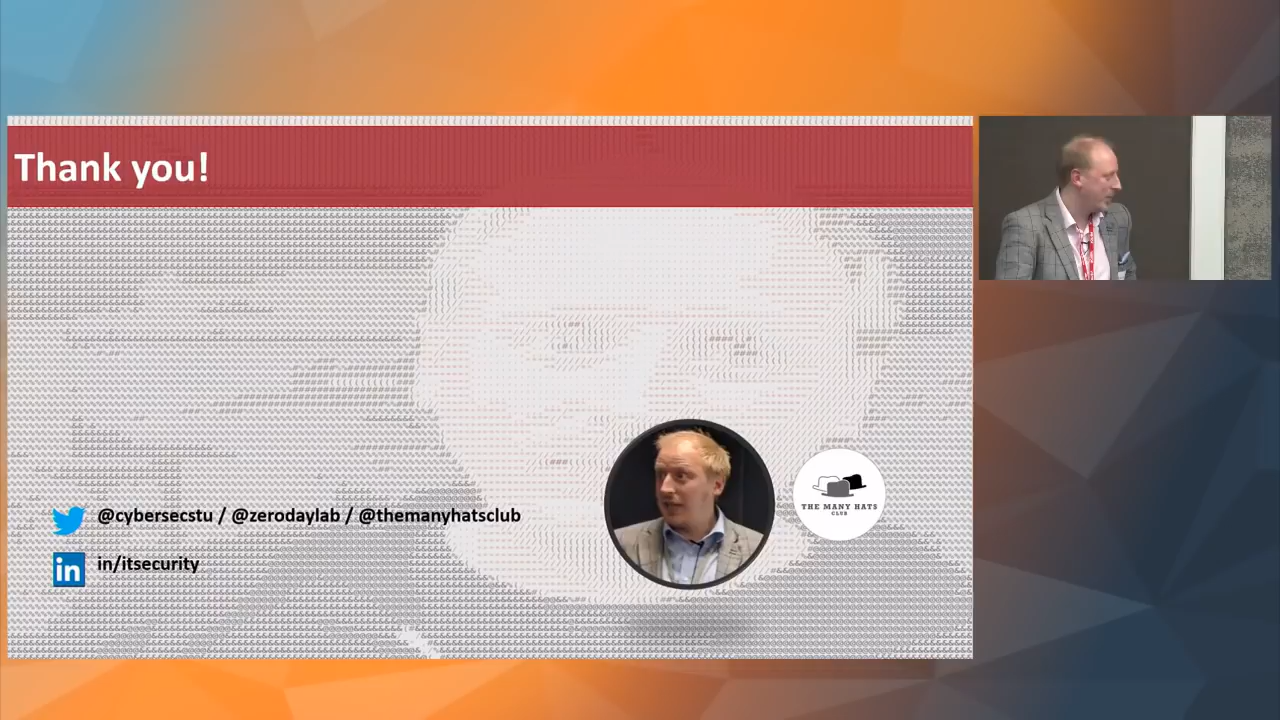 Thank you!
@cybersecstu / @zerodaylab / @themanyhatsclub
in/itsecurity
THE MANY HATS
CLUB